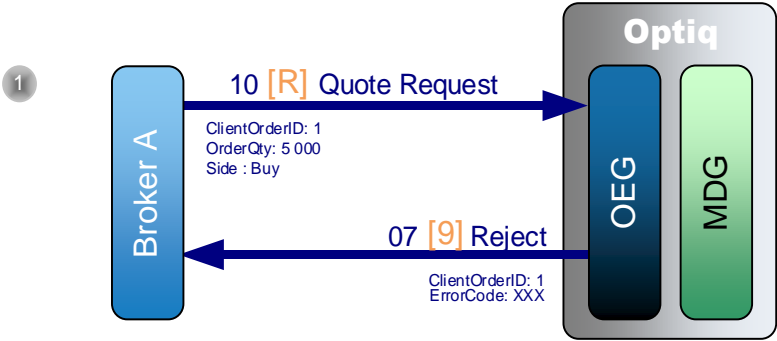 Optiq
1
10 [R] Quote Request
ClientOrderID: 1
OrderQty: 5 000
Side : Buy
Broker A
OEG
MDG
07 [9] Reject
ClientOrderID: 1
ErrorCode: XXX